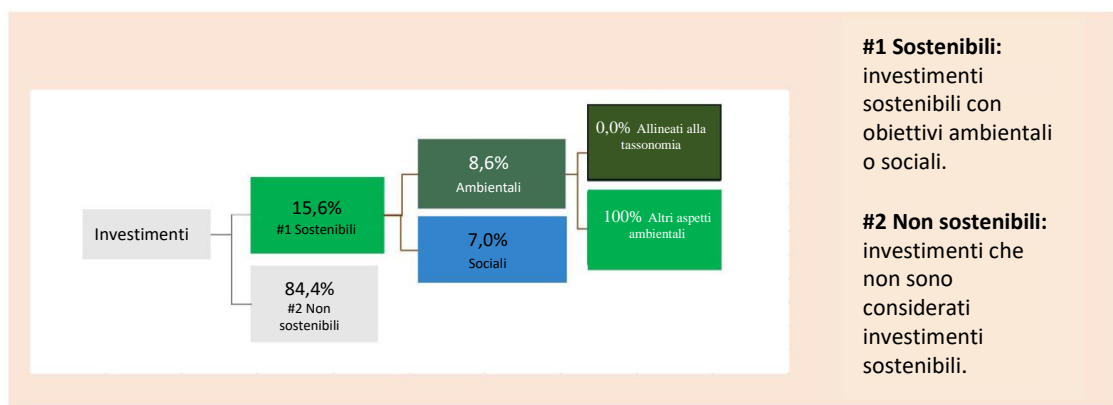 Investimenti
15,6%
#1 Sostenibili
84,4%
#2 Non
sostenibili
8,6%
Ambientali
7,0%
Sociali
0,0% Allineati alla
tassonomia
100% Altri aspetti
ambientali
#1 Sostenibili:
investimenti
sostenibili con
obiettivi ambientali
o sociali.
#2 Non sostenibili:
investimenti che
non sono
considerati
investimenti
sostenibili.